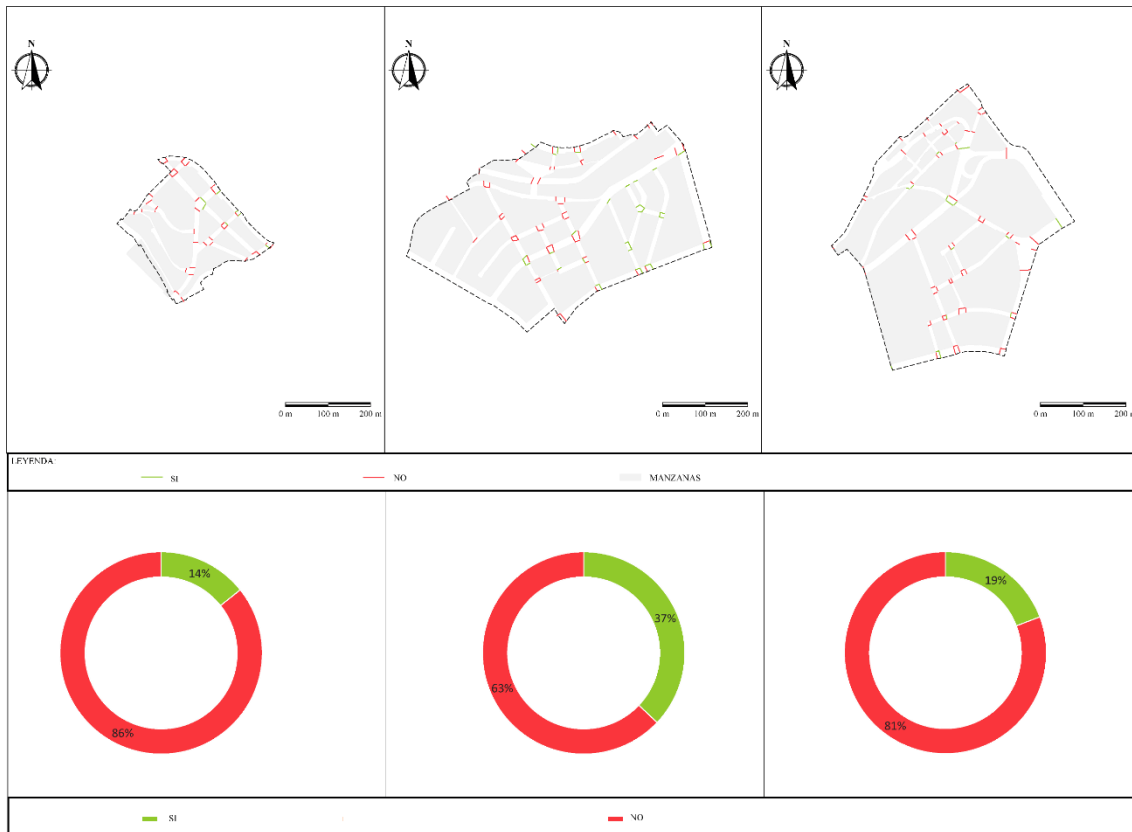 N N N
0 m 100 m 200 m 0 m 100 m 200 m 0 m 100 m 200 m
LEYENDA:
SI NO MANZANAS
14% 37% 19%
86% 63% 81%
SI NO